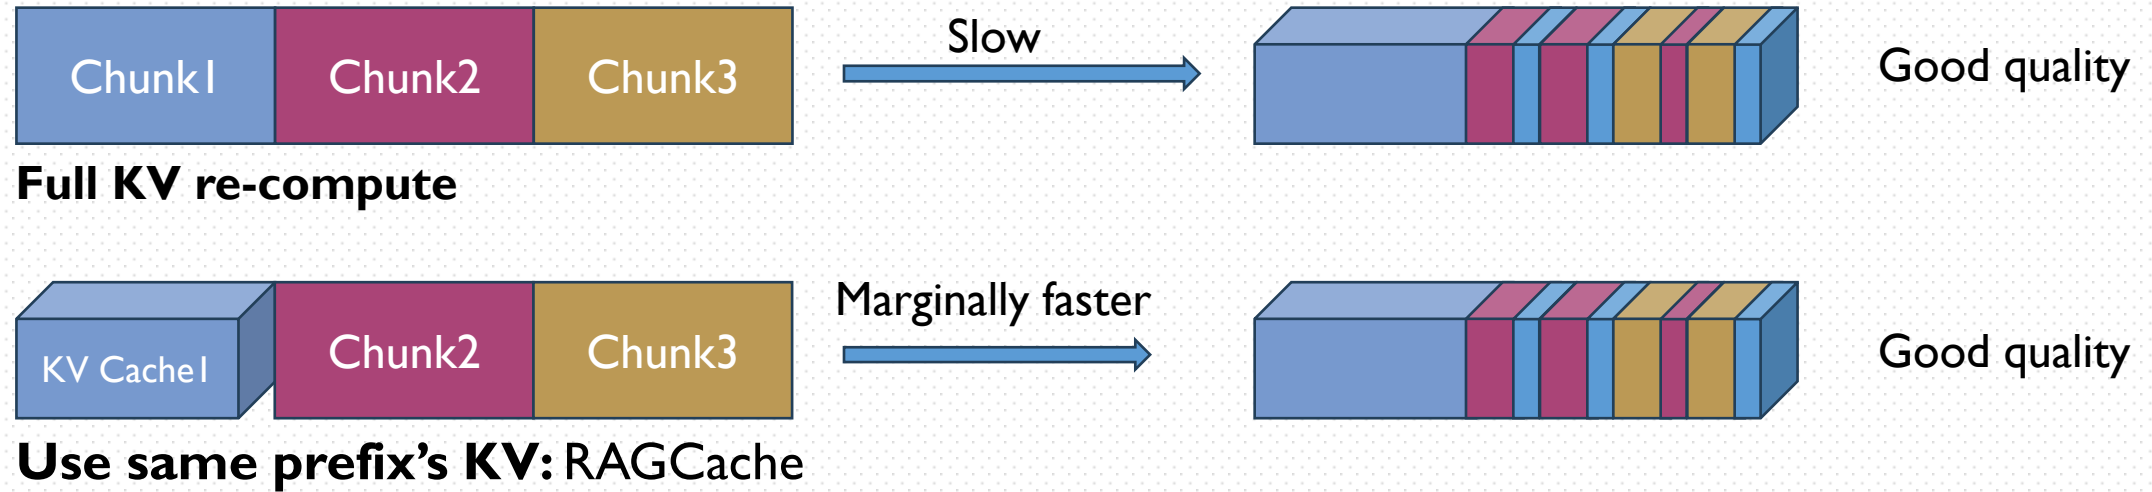 Chunk1 Chunk2 Chunk3 Slow Good quality
Full KV re-compute
KV Cache1 Chunk2 Chunk3 Marginally faster Good quality
Use same prefix’s KV: RAGCache